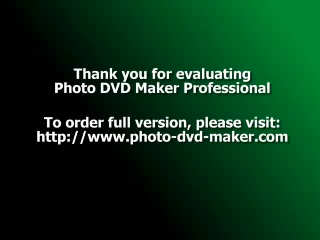 Thank you for evaluating
Photo DVD Maker Professional
To order full version, please visit:
http://www.photo-dvd-maker.com